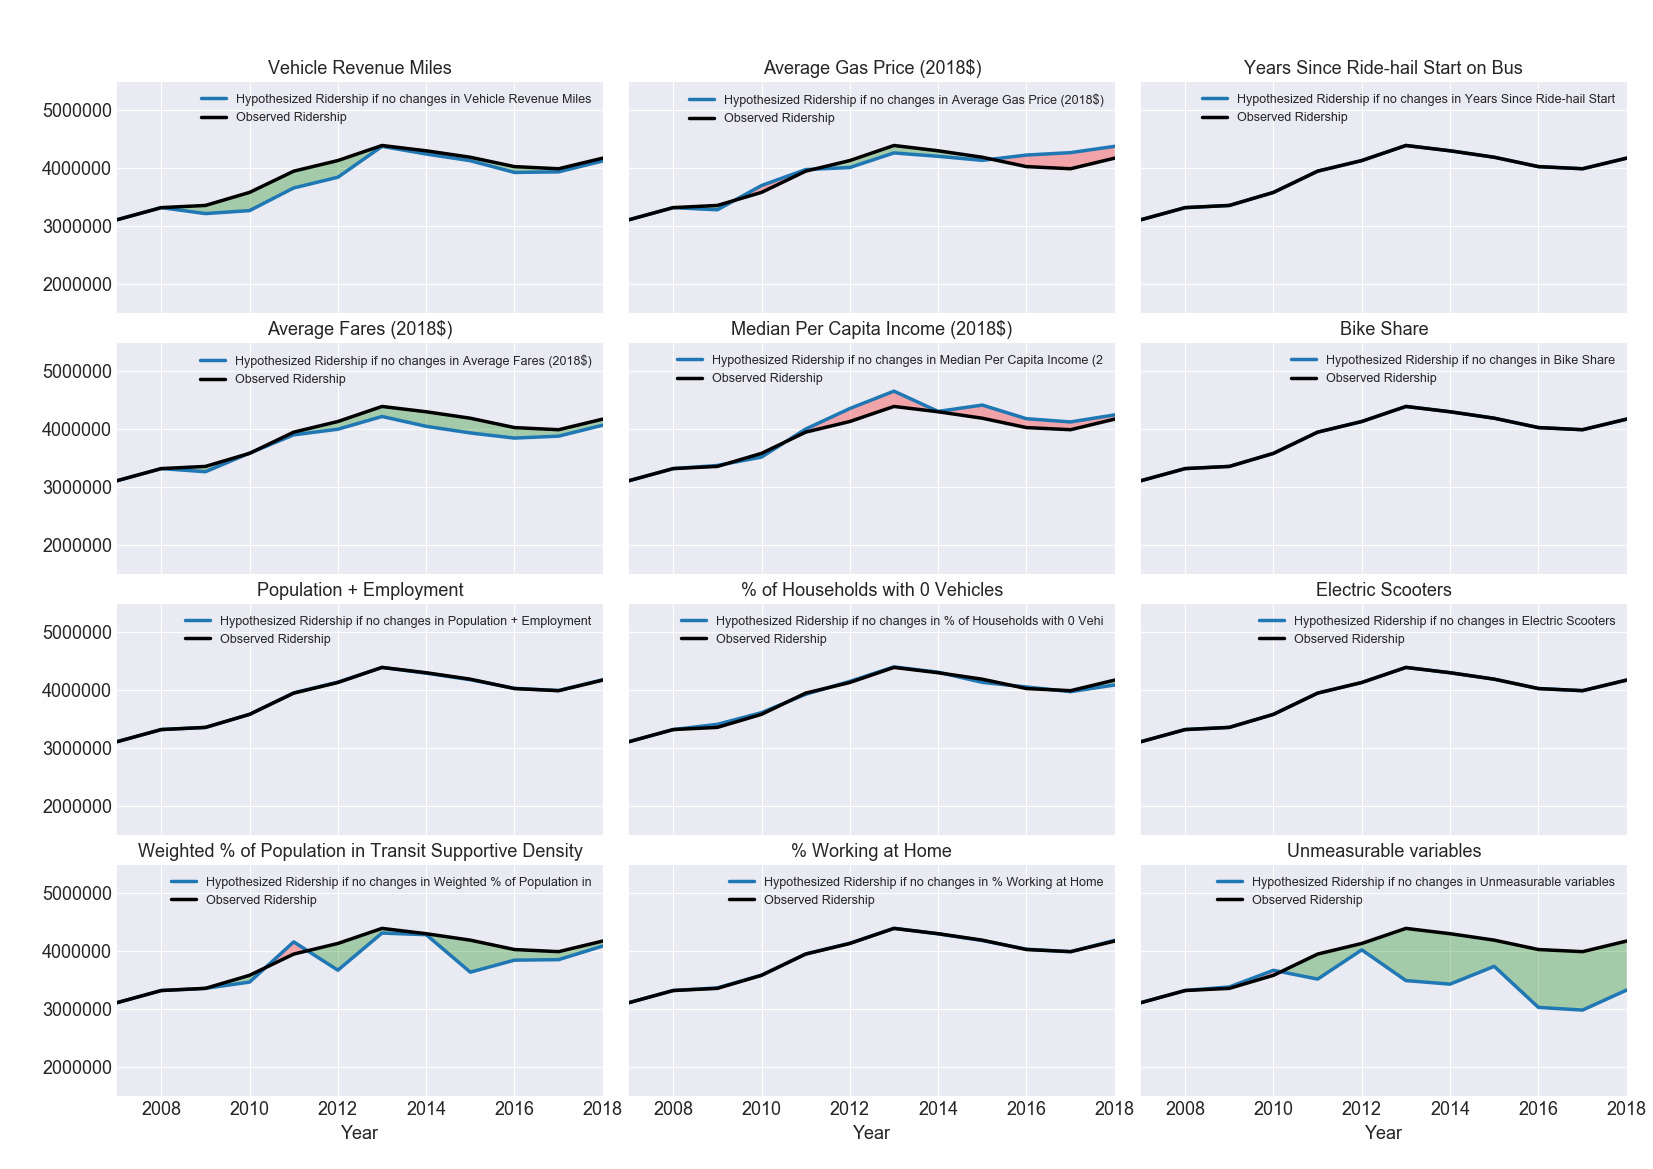 Vehicle Revenue Miles
Hypothesized Ridership if no changes in Vehicle Revenue Miles
Observed Ridership
5000000
4000000
3000000
2000000
Average Gas Price (2018$)
Hypothesized Ridership if no changes in Average Gas Price (2018$)
Observed Ridership
Years Since Ride-hail Start on Bus
Hypothesized Ridership if no changes in Years Since Ride-hail Start
Observed Ridership
Average Fares (2018$)
Hypothesized Ridership if no changes in Average Fares (2018$)
Observed Ridership
5000000
4000000
3000000
2000000
Median Per Capita Income (2018$)
Hypothesized Ridership if no changes in Median Per Capita Income (2
Observed Ridership
Bike Share
Hypothesized Ridership if no changes in Bike Share
Observed Ridership
Population + Employment
Hypothesized Ridership if no changes in Population + Employment
Observed Ridership
5000000
4000000
3000000
2000000
% of Households with 0 Vehicles
Hypothesized Ridership if no changes in % of Households with 0 Vehi
Observed Ridership
Electric Scooters
Hypothesized Ridership if no changes in Electric Scooters
Observed Ridership
Weighted % of Population in Transit Supportive Density
Hypothesized Ridership if no changes in Weighted % of Population in
Observed Ridership
5000000
4000000
3000000
2000000
2008 2010 2012 2014 2016 2018
Year
% Working at Home
Hypothesized Ridership if no changes in % Working at Home
Observed Ridership
2008 2010 2012 2014 2016 2018
Year
Unmeasurable variables
Hypothesized Ridership if no changes in Unmeasurable variables
Observed Ridership
2008 2010 2012 2014 2016 2018
Year